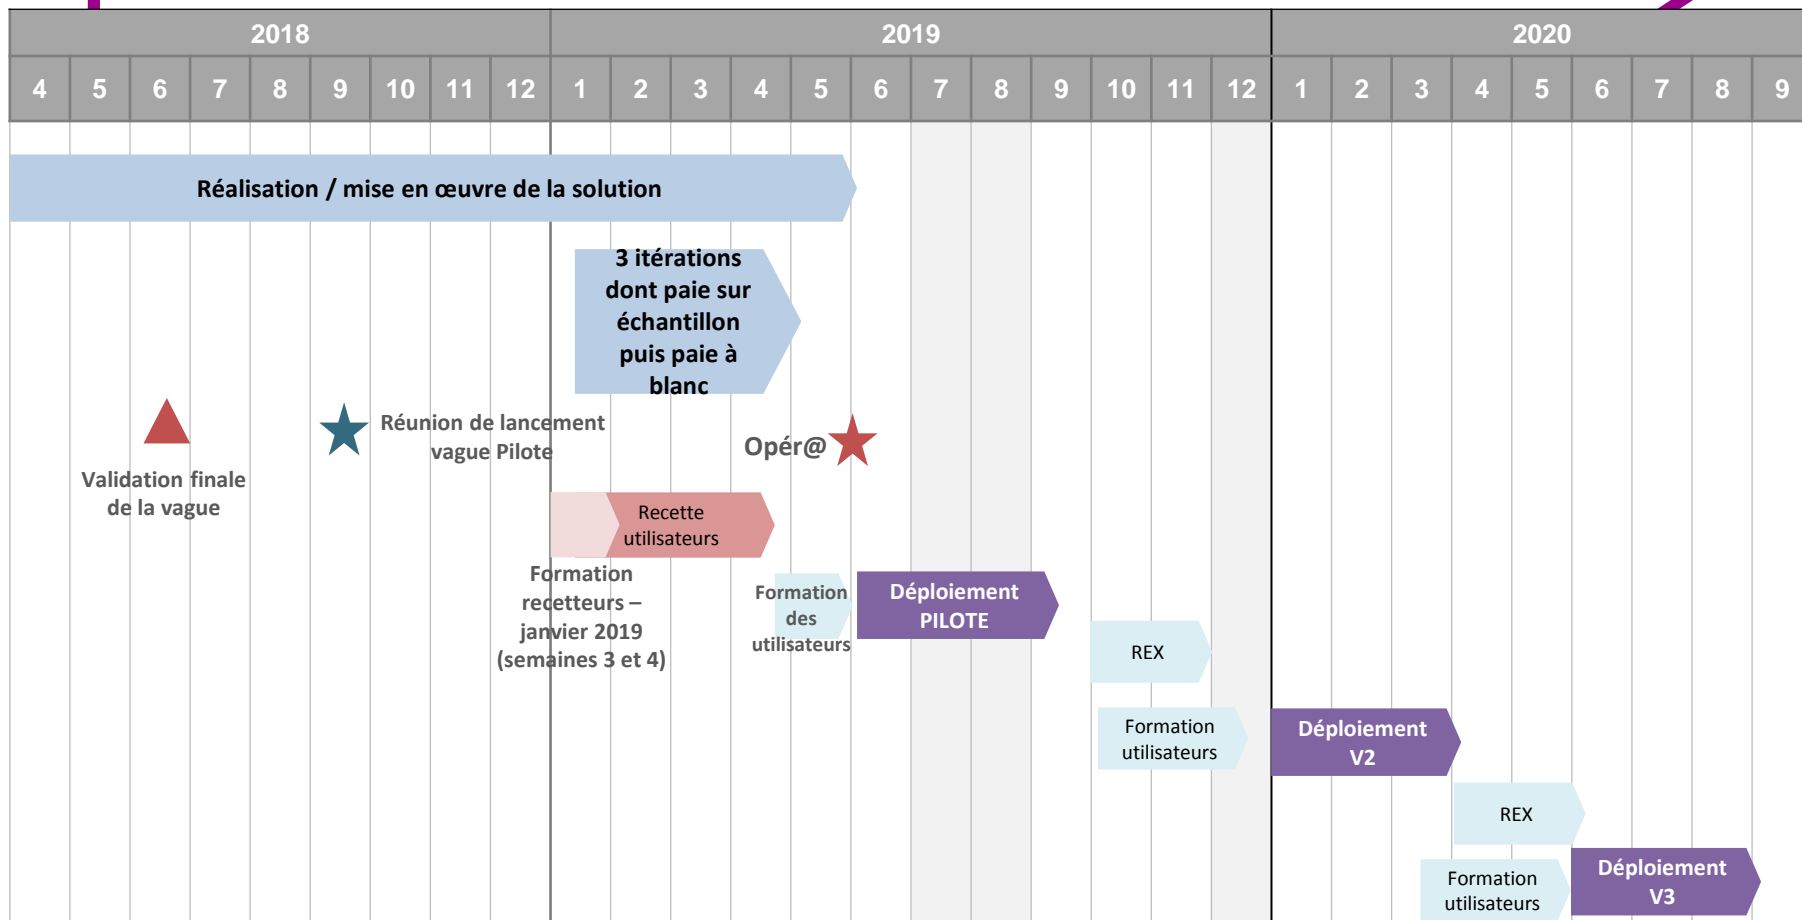 2018 2019 2020
4 5 6 7 8 9 10 11 12 1 2 3 4 5 6 7 8 9 10 11 12 1 2 3 4 5 6 7 8 9
Réalisation / mise en œuvre de la solution
3 itérations
dont paie sur
échantillon
puis paie à
blanc
Réunion de lancement
vague Pilote
Opér@
Validation finale
de la vague
Recette
utilisateurs
Formation
recetteurs –
janvier 2019
(semaines 3 et 4)
Formation
des
utilisateurs
Déploiement
PILOTE
REX
Formation
utilisateurs
Déploiement
V2
REX
Formation
utilisateurs
Déploiement
V3